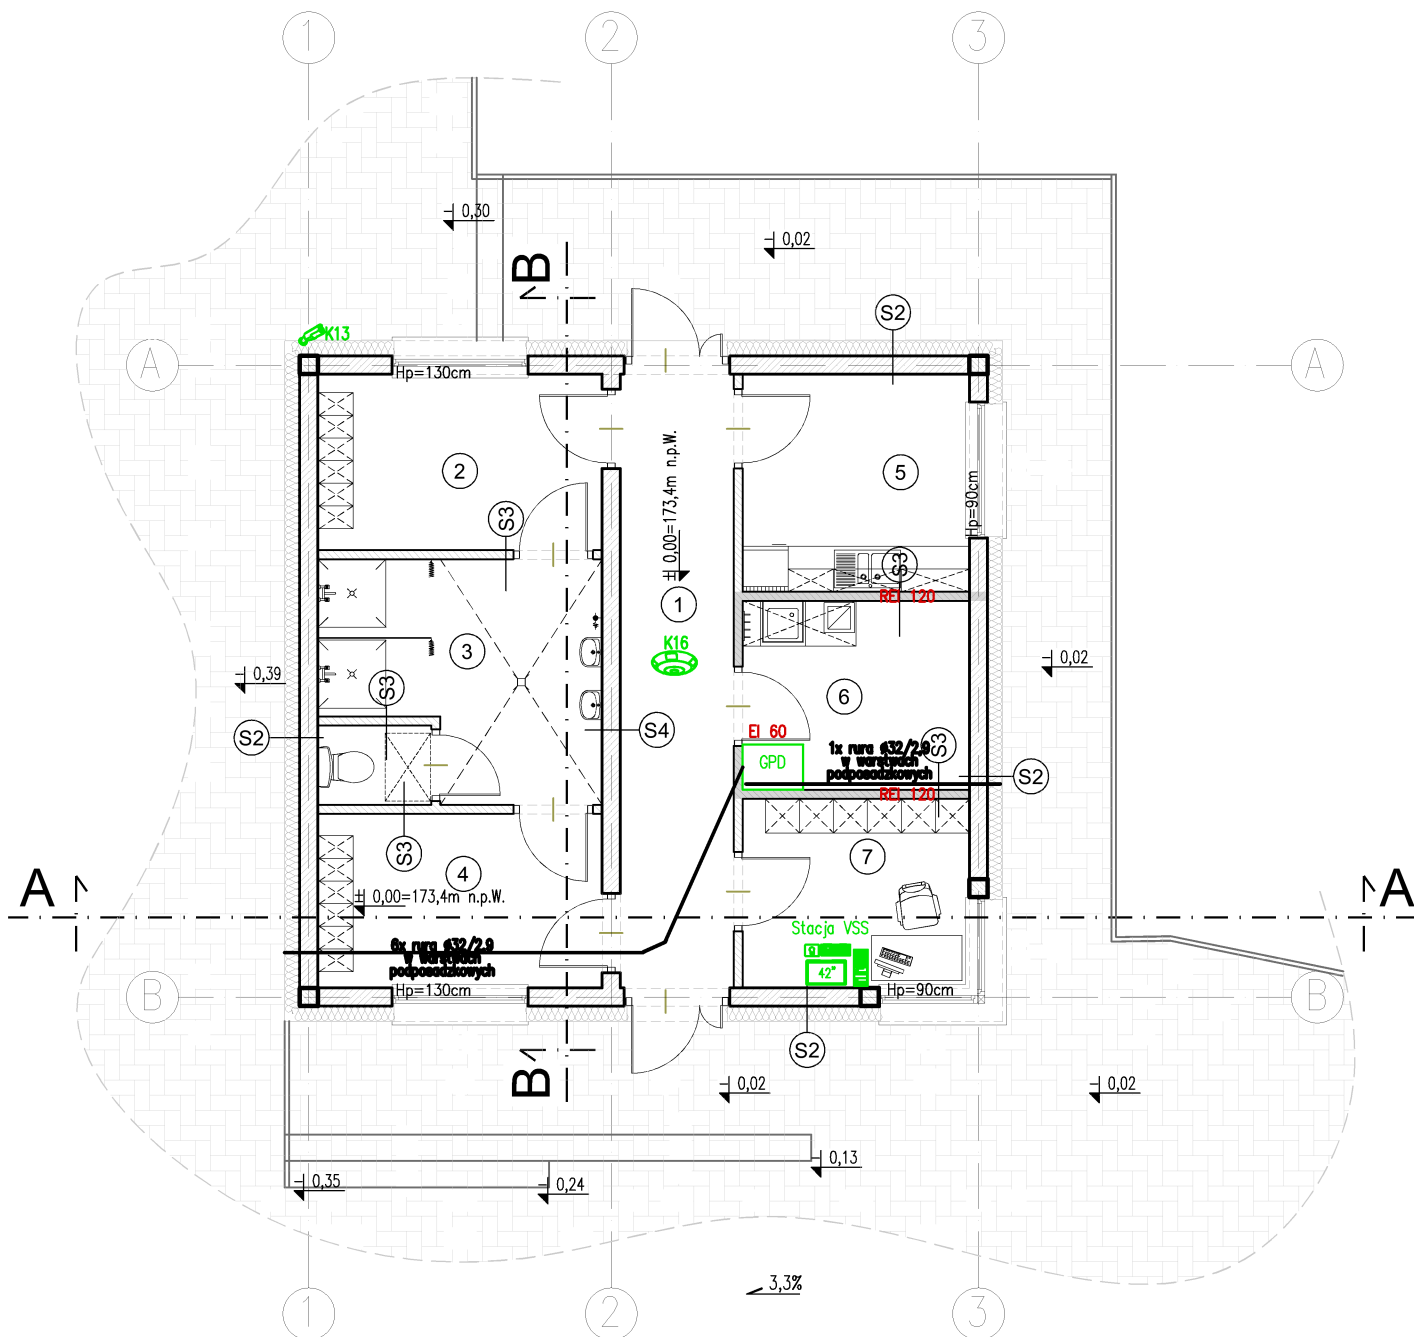 1
2
3
0,30
0,02
B
S2
K13
A
A
Hp=130cm
2
5
± 0,00=173,4m n.p.W.
Hp=90cm
S3
S3
REI 120
1
K16
3
0,39
0,02
S3
6
S2
S4
EI 60
GPD
1x rura ø32/2,9
w warstwach
podposadzkowych
S3
S2
REI 120
S3
7
4
A
± 0,00=173,4m n.p.W.
A
Stacja VSS
42"
6x rura ø32/2,9
w warstwach
podposadzkowych
B
Hp=130cm
Hp=90cm
B
S2
B
0,02
0,02
0,13
0,35
0,24
3,3%
1
2
3